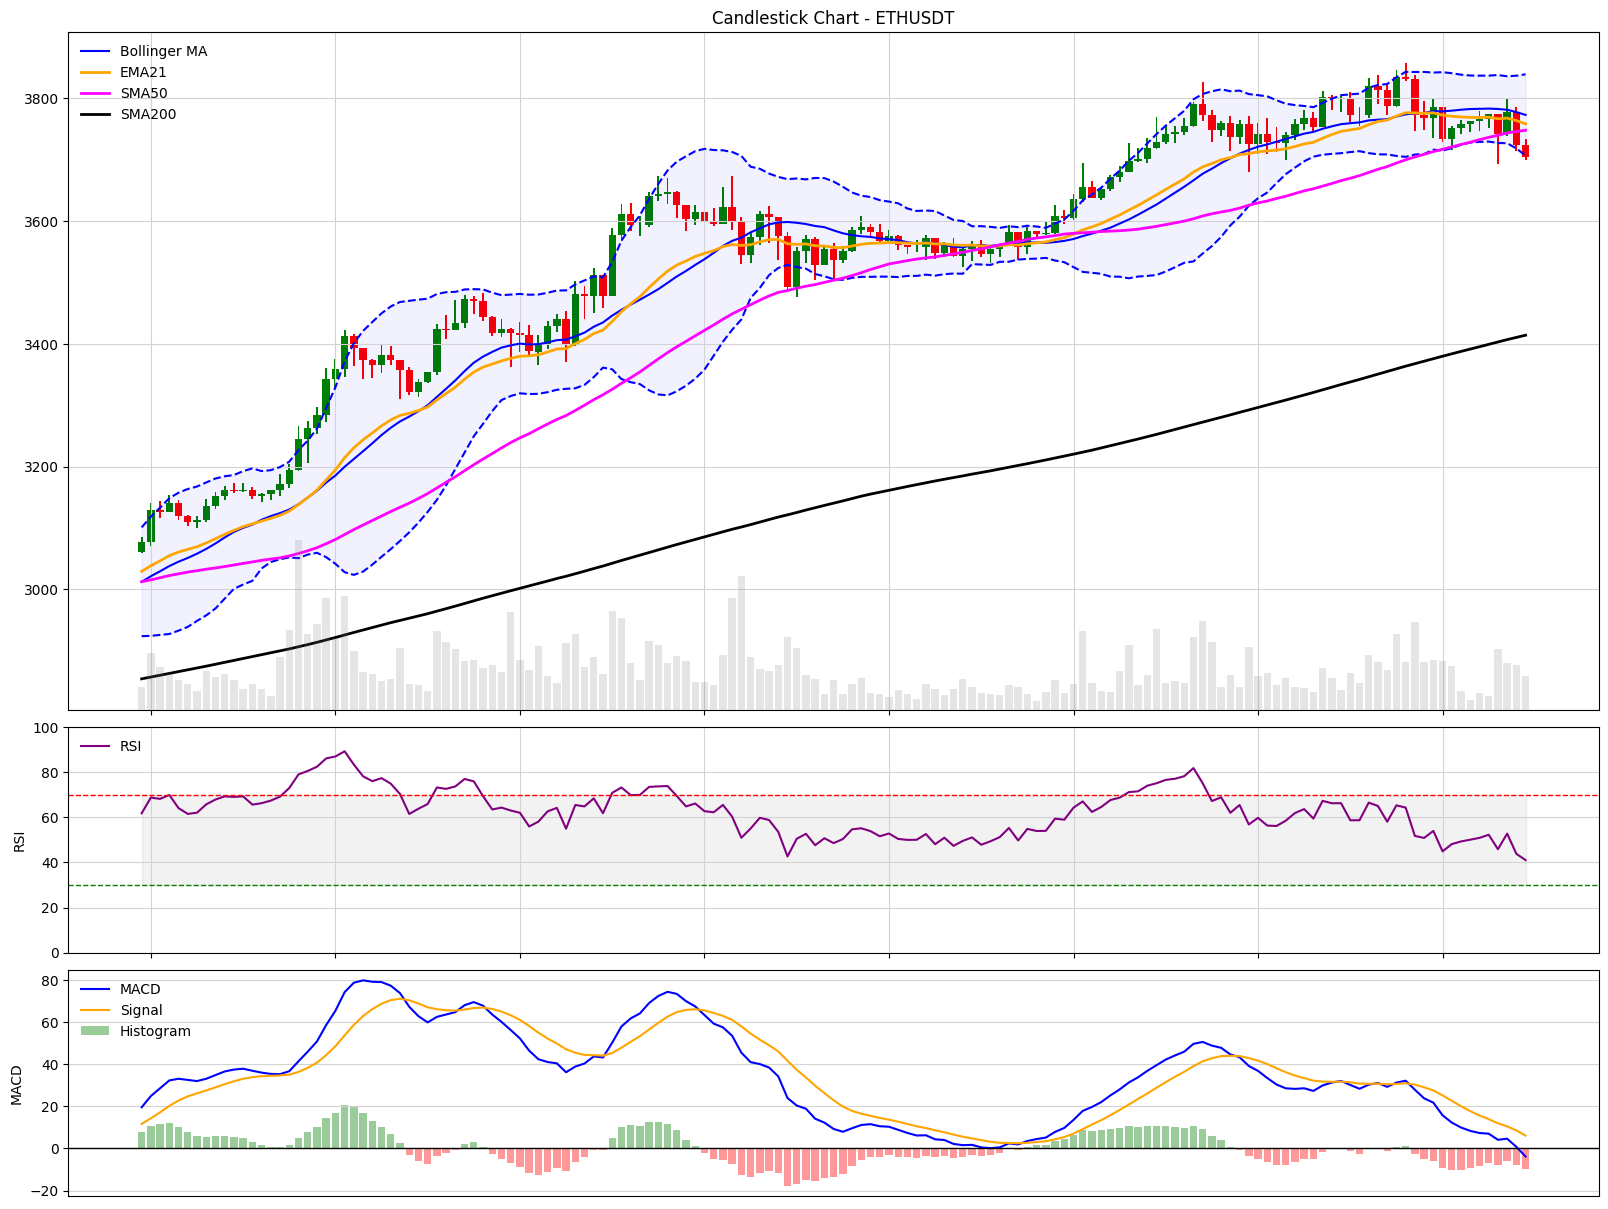 Candlestick Chart - ETHUSDT
Bollinger MA
EMA21
SMA50
SMA200
3800
3600
3400
3200
3000
RSI
100
80
60
40
20
0
RSI
MACD
Signal
Histogram
80
60
40
20
0
−20
MACD